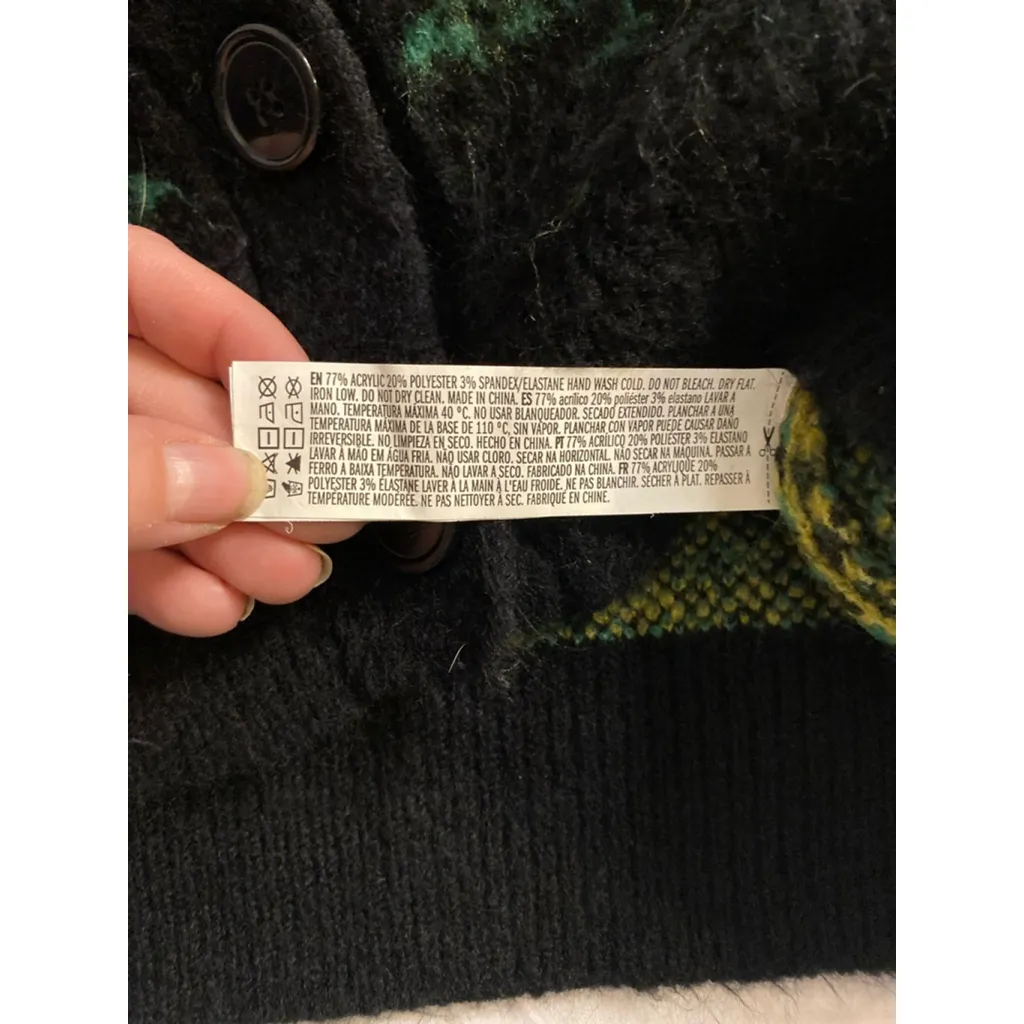 EN 77% ACRYLIC 20% POLYESTER 3% SPANDEX/ELASTANE HAND WASH COLD. DO NOT BLEACH. DRY FLAT.
IRON LOW. DO NOT DRY CLEAN. MADE IN CHINA. ES 77% acrílico 20% poliéster 3% elastano LAVAR A
MANO. TEMPERATURA MÁXIMA 40 ºC. NO USAR BLANQUEADOR. SECADO EXTENDIDO. PLANCHAR A UNA
TEMPERATURA MÁXIMA DE LA BASE DE 110 ºC, SIN VAPOR. PLANCHAR CON VAPOR PUEDE CAUSAR DAÑO
IRREVERSIBLE. NO LIMPIEZA EN SECO. HECHO EN CHINA. PT 77% ACRÍLICO 20% POLIÉSTER 3% ELASTANO
LAVAR À MÃO EM ÁGUA FRIA. NÃO USAR CLORO. SECAR NA HORIZONTAL. NÃO SECAR NA MÁQUINA. PASSAR A
FERRO A BAIXA TEMPERATURA. NÃO LAVAR A SECO. FABRICADO NA CHINA. FR 77% ACRYLIQUE 20%
POLYESTER 3% ÉLASTANE LAVER À LA MAIN À L'EAU FROIDE. NE PAS BLANCHIR. SÉCHER À PLAT. REPASSER À
TEMPÉRATURE MODÉRÉE. NE PAS NETTOYER À SEC. FABRIQUÉ EN CHINE.